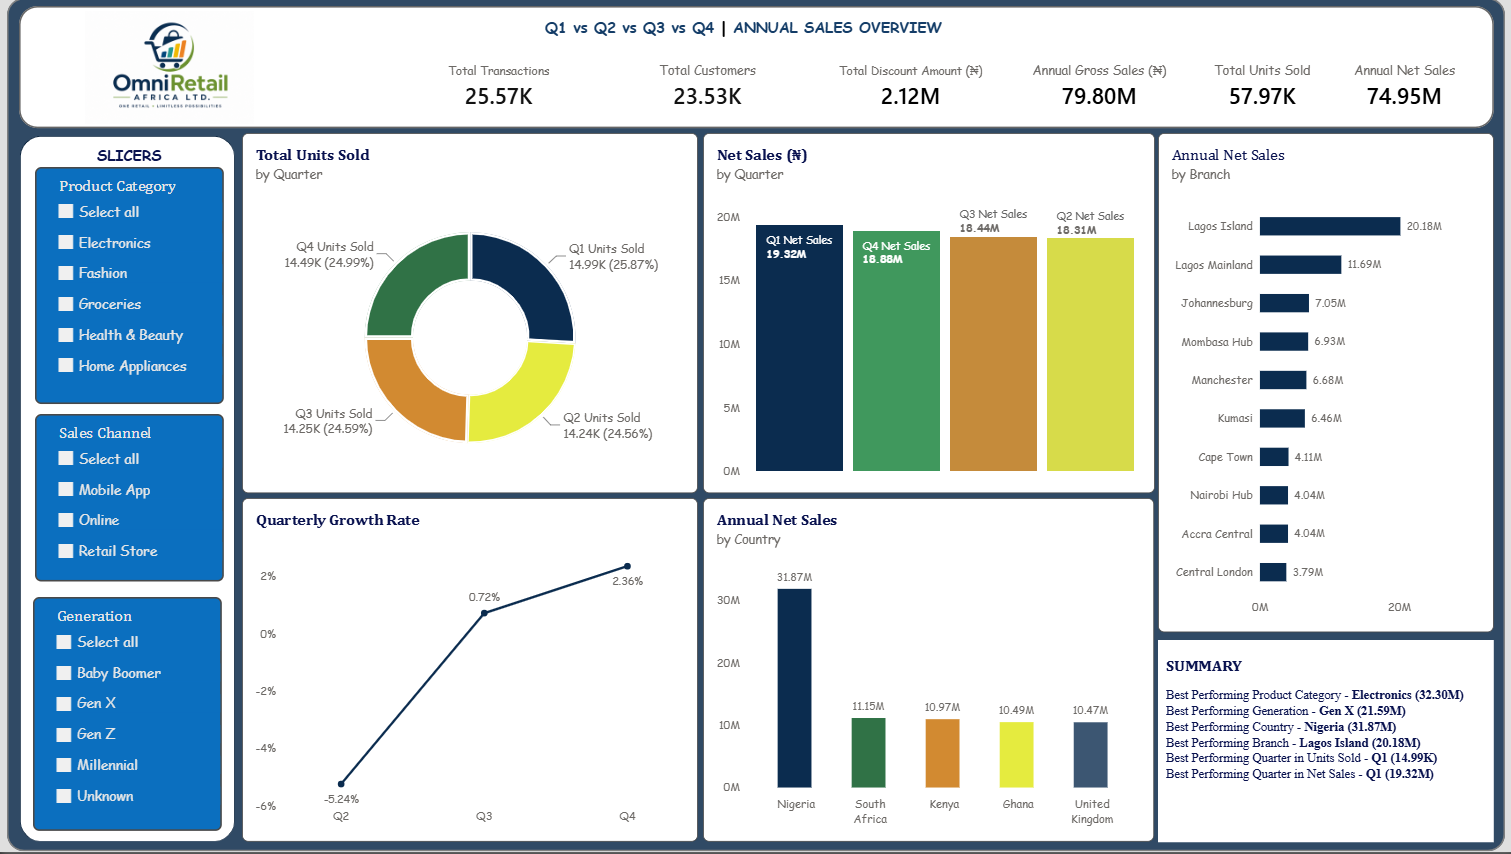 OmniRetail
AFRICA LTD.
ONE RETAIL • LIMITLESS POSSIBILITIES
Q1 vs Q2 vs Q3 vs Q4 | ANNUAL SALES OVERVIEW
Total Transactions
25.57K
Total Customers
23.53K
Total Discount Amount (₦)
2.12M
Annual Gross Sales (₦)
79.80M
Total Units Sold
57.97K
Annual Net Sales
74.95M
SLICERS
Product Category
Select all
Electronics
Fashion
Groceries
Health & Beauty
Home Appliances
Sales Channel
Select all
Mobile App
Online
Retail Store
Generation
Select all
Baby Boomer
Gen X
Gen Z
Millennial
Unknown
Total Units Sold
by Quarter
Q4 Units Sold
14.49K (24.99%)
Q1 Units Sold
14.99K (25.87%)
Q3 Units Sold
14.25K (24.59%)
Q2 Units Sold
14.24K (24.56%)
Net Sales (₦)
by Quarter
20M
15M
10M
5M
0M
Q1 Net Sales
19.32M
Q4 Net Sales
18.88M
Q3 Net Sales
18.44M
Q2 Net Sales
18.31M
Annual Net Sales
by Branch
Lagos Island 20.18M
Lagos Mainland 11.69M
Johannesburg 7.05M
Mombasa Hub 6.93M
Manchester 6.68M
Kumasi 6.46M
Cape Town 4.11M
Nairobi Hub 4.04M
Accra Central 4.04M
Central London 3.79M
0M 20M
Quarterly Growth Rate
2%
0%
-2%
-4%
-6%
-5.24%
0.72%
2.36%
Q2 Q3 Q4
Annual Net Sales
by Country
30M
20M
10M
0M
31.87M
11.15M
10.97M
10.49M
10.47M
Nigeria
South
Africa
Kenya
Ghana
United
Kingdom
SUMMARY
Best Performing Product Category - Electronics (32.30M)
Best Performing Generation - Gen X (21.59M)
Best Performing Country - Nigeria (31.87M)
Best Performing Branch - Lagos Island (20.18M)
Best Performing Quarter in Units Sold - Q1 (14.99K)
Best Performing Quarter in Net Sales - Q1 (19.32M)